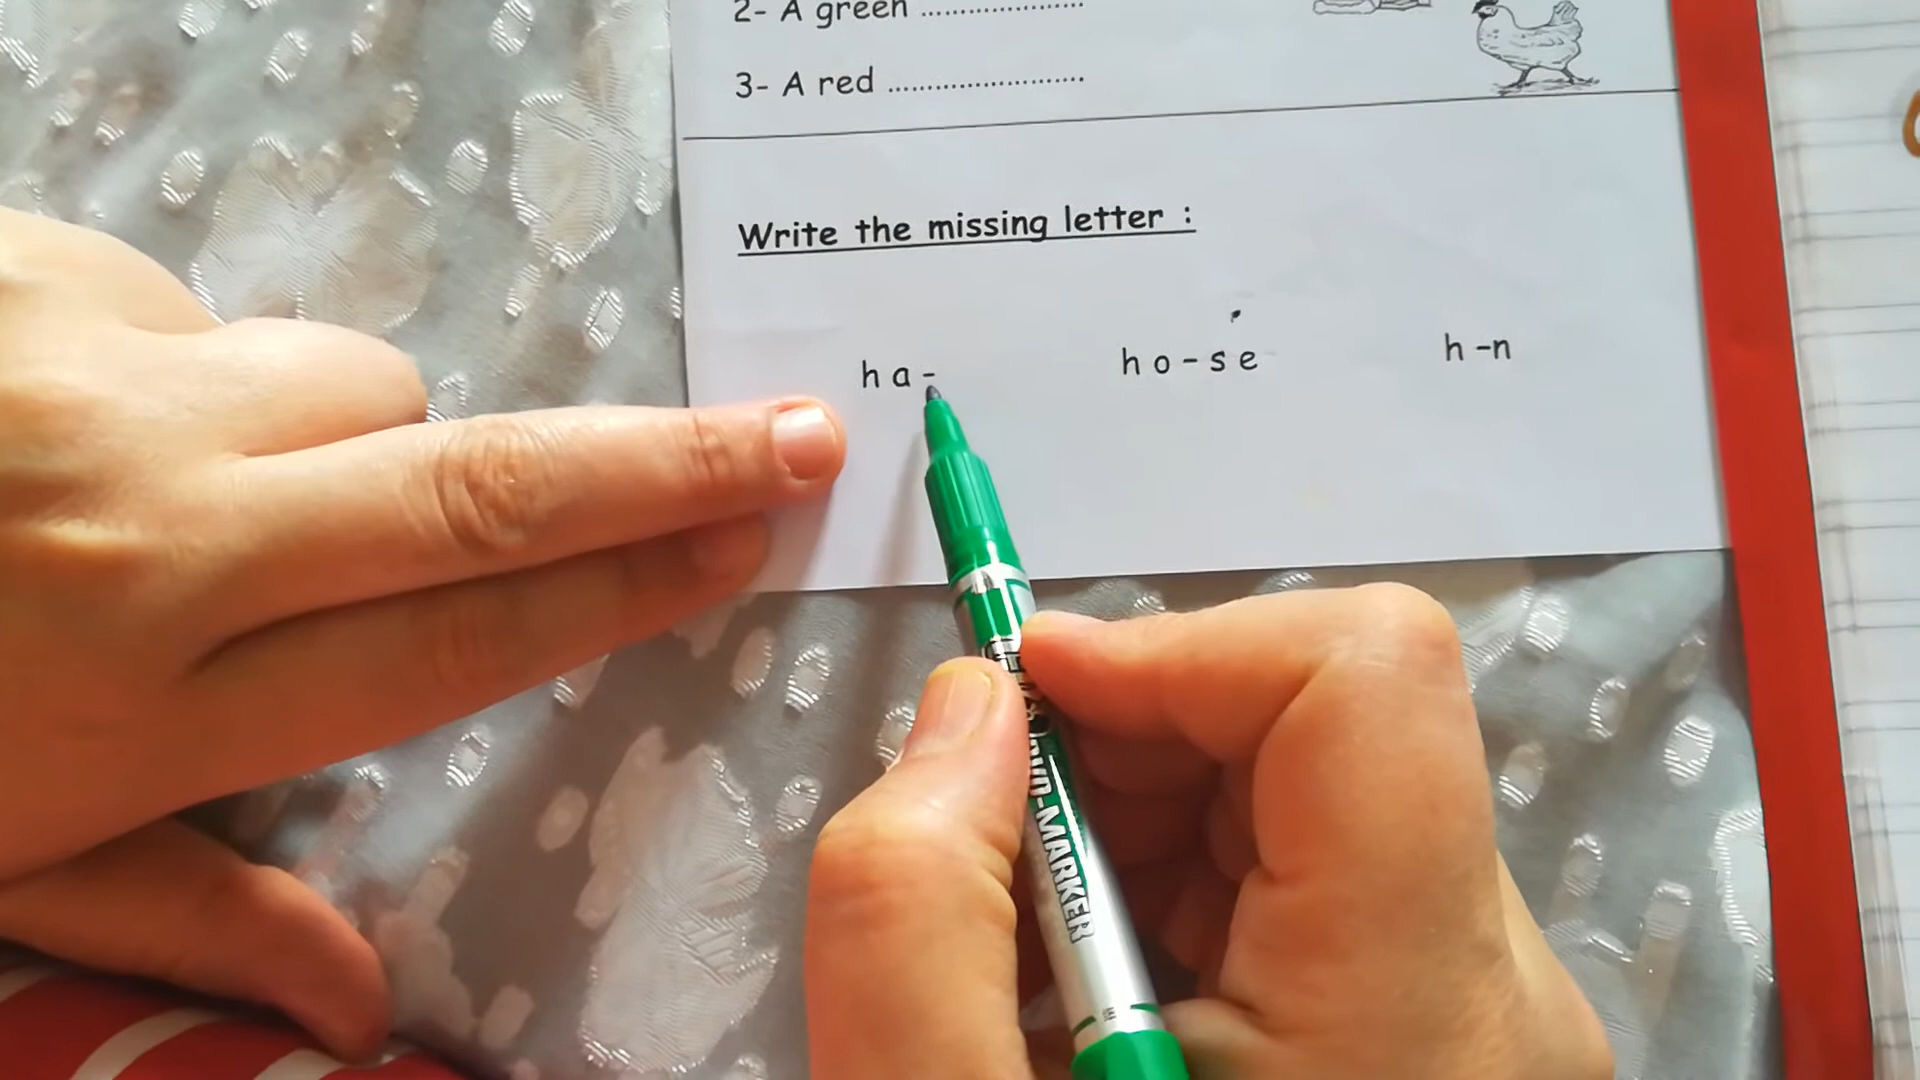 2- A green .....................
3- A red .........................
Write the missing letter :
h a -
h o - s e
h -n
MARKER